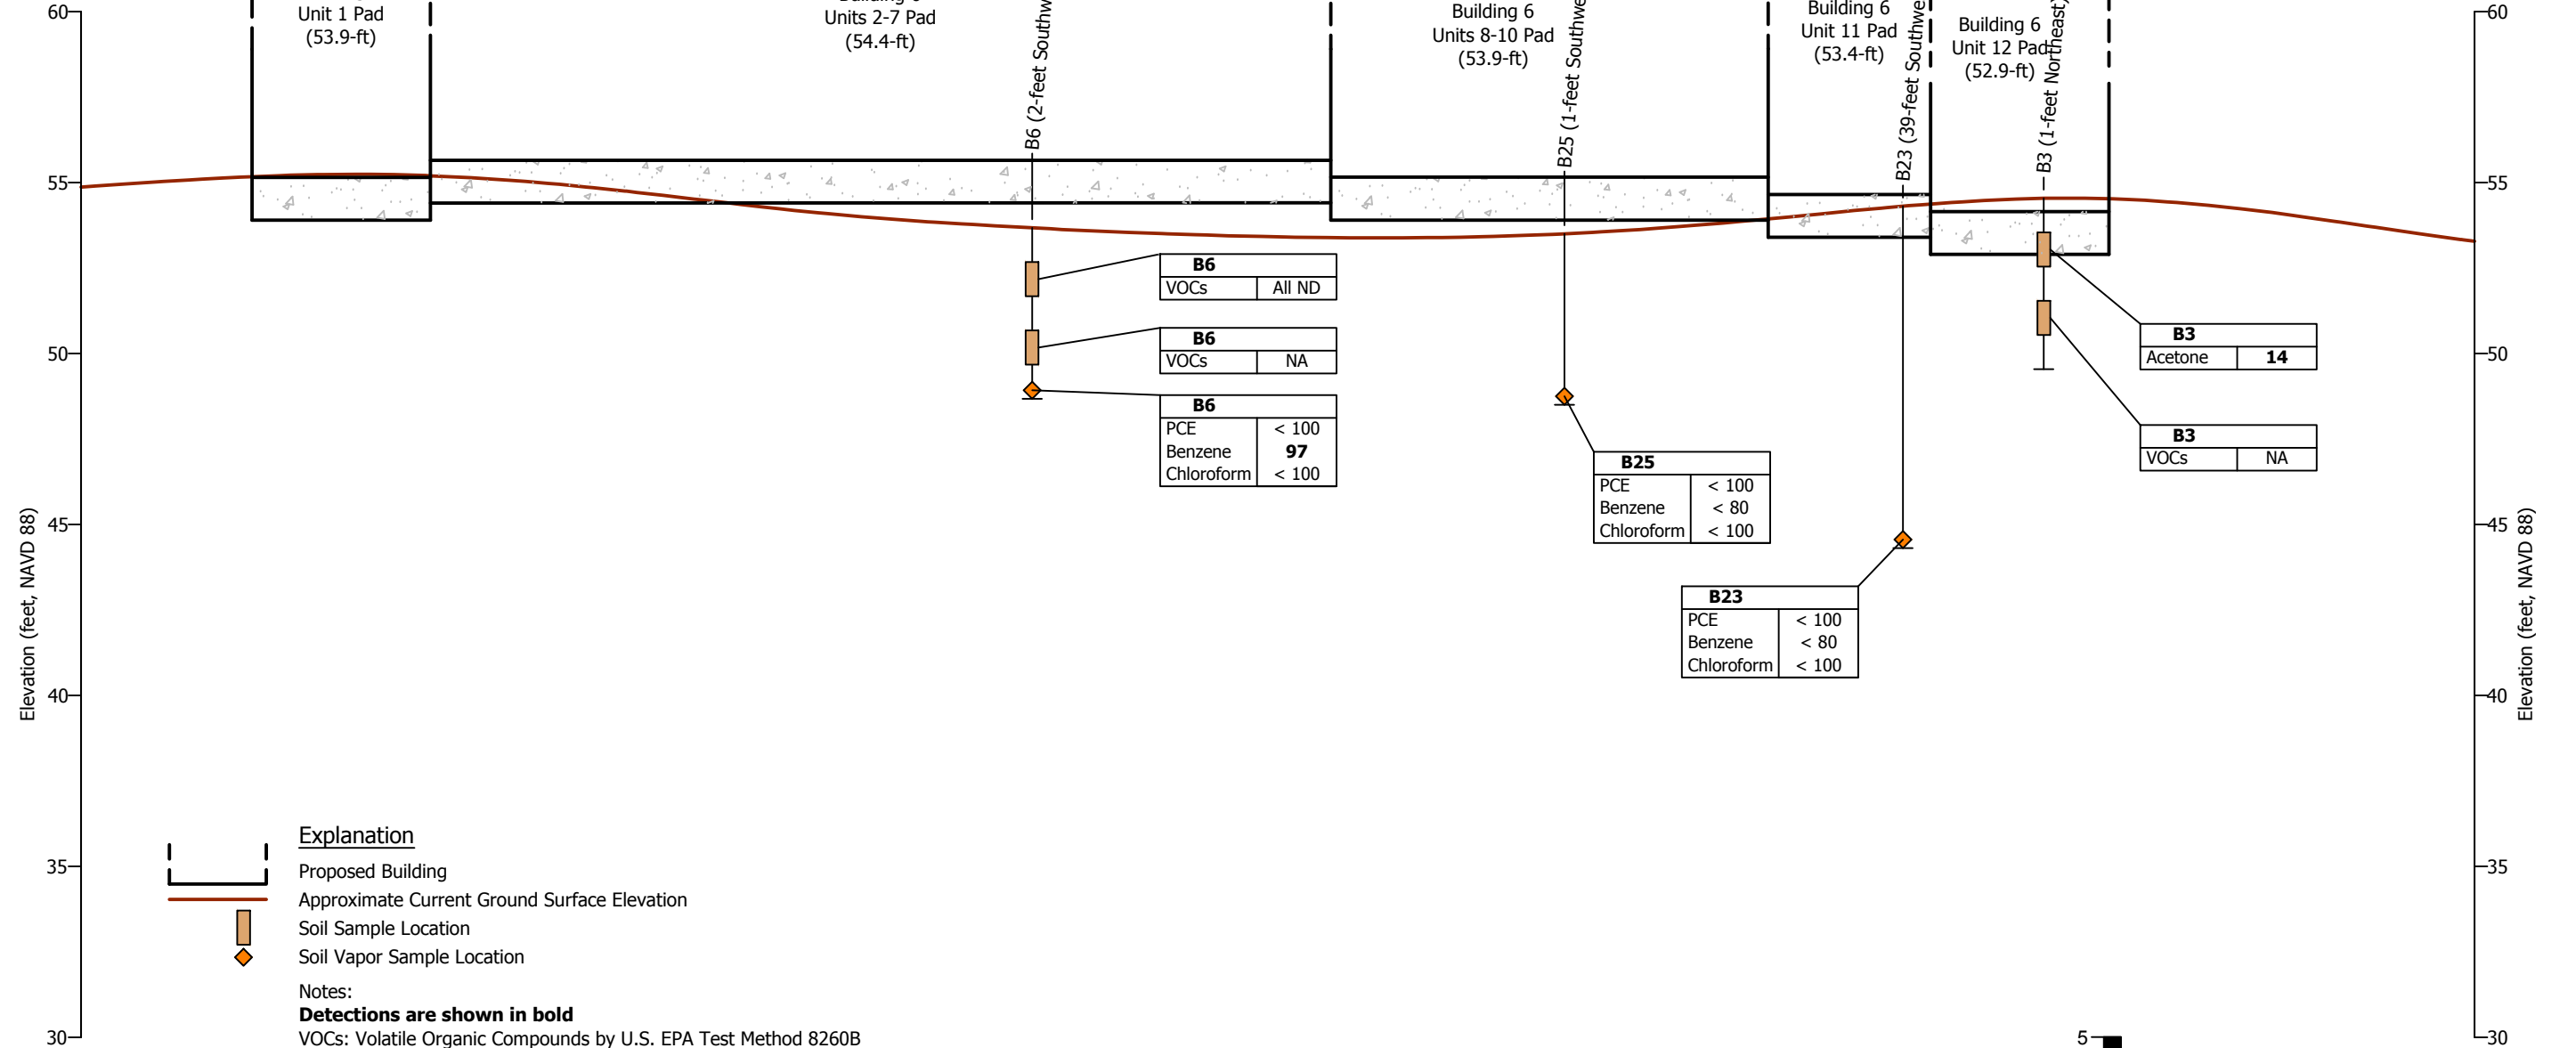 60
55
50
45
40
35
30
Elevation (feet, NAVD 88)
Unit 1 Pad
(53.9-ft)
Units 2-7 Pad
(54.4-ft)
B6 (2-feet
Building 6
Units 8-10 Pad
(53.9-ft)
B25 (1-feet
Building 6
Unit 11 Pad
(53.4-ft)
B23 (39-feet
Building 6
Unit 12 Pad
(52.9-ft)
B3 (1-feet Northeast)
B6
VOCs All ND
B6
VOCs NA
B6
PCE < 100
Benzene 97
Chloroform < 100
B25
PCE < 100
Benzene < 80
Chloroform < 100
B23
PCE < 100
Benzene < 80
Chloroform < 100
B3
Acetone 14
B3
VOCs NA
60
55
50
45
40
35
30
Elevation (feet, NAVD 88)
Explanation
Proposed Building
Approximate Current Ground Surface Elevation
Soil Sample Location
Soil Vapor Sample Location
Notes:
Detections are shown in bold
VOCs: Volatile Organic Compounds by U.S. EPA Test Method 8260B
5